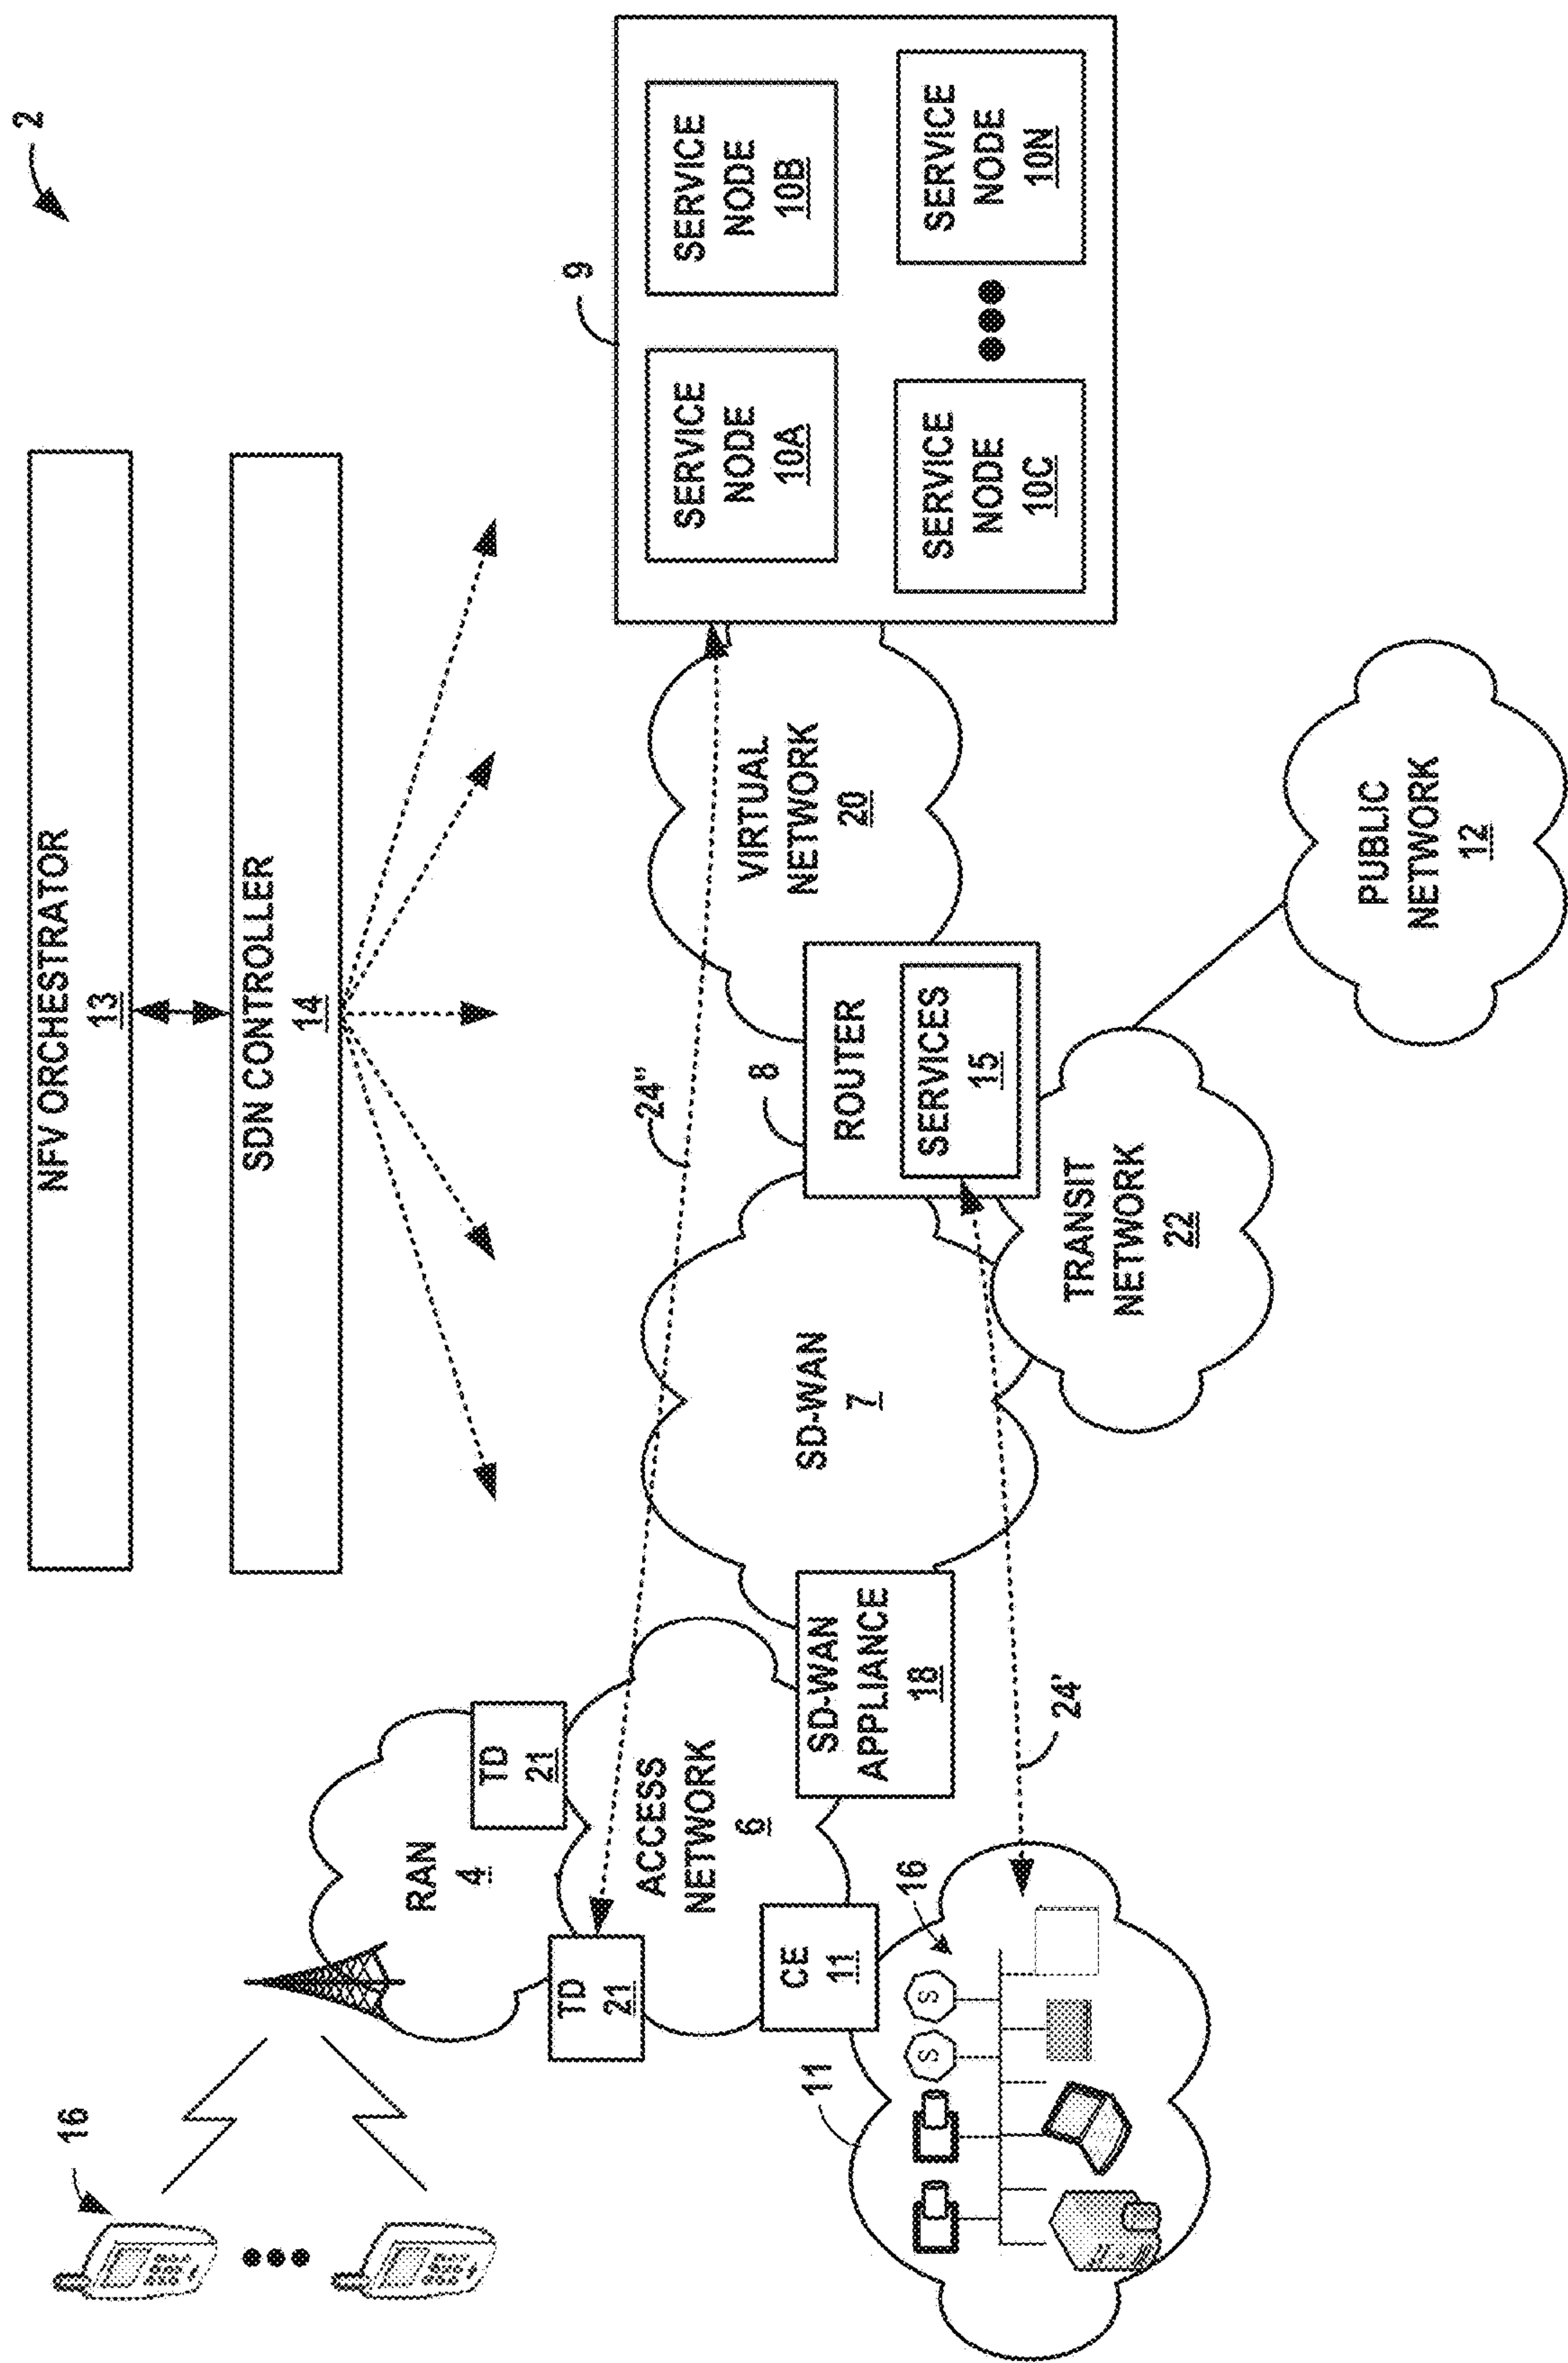 2
NFV ORCHESTRATOR
13
SDN CONTROLLER
14
16
RAN
4
TD
21
TD
21
ACCESS
NETWORK
6
24"
9
SERVICE
NODE
10A
SERVICE
NODE
10B
SERVICE
NODE
10C
SERVICE
NODE
10N
CE
11
SD-WAN
APPLIANCE
18
SD-WAN
7
8
ROUTER
SERVICES
15
VIRTUAL
NETWORK
20
11
16
S
S
24'
TRANSIT
NETWORK
22
PUBLIC
NETWORK
12